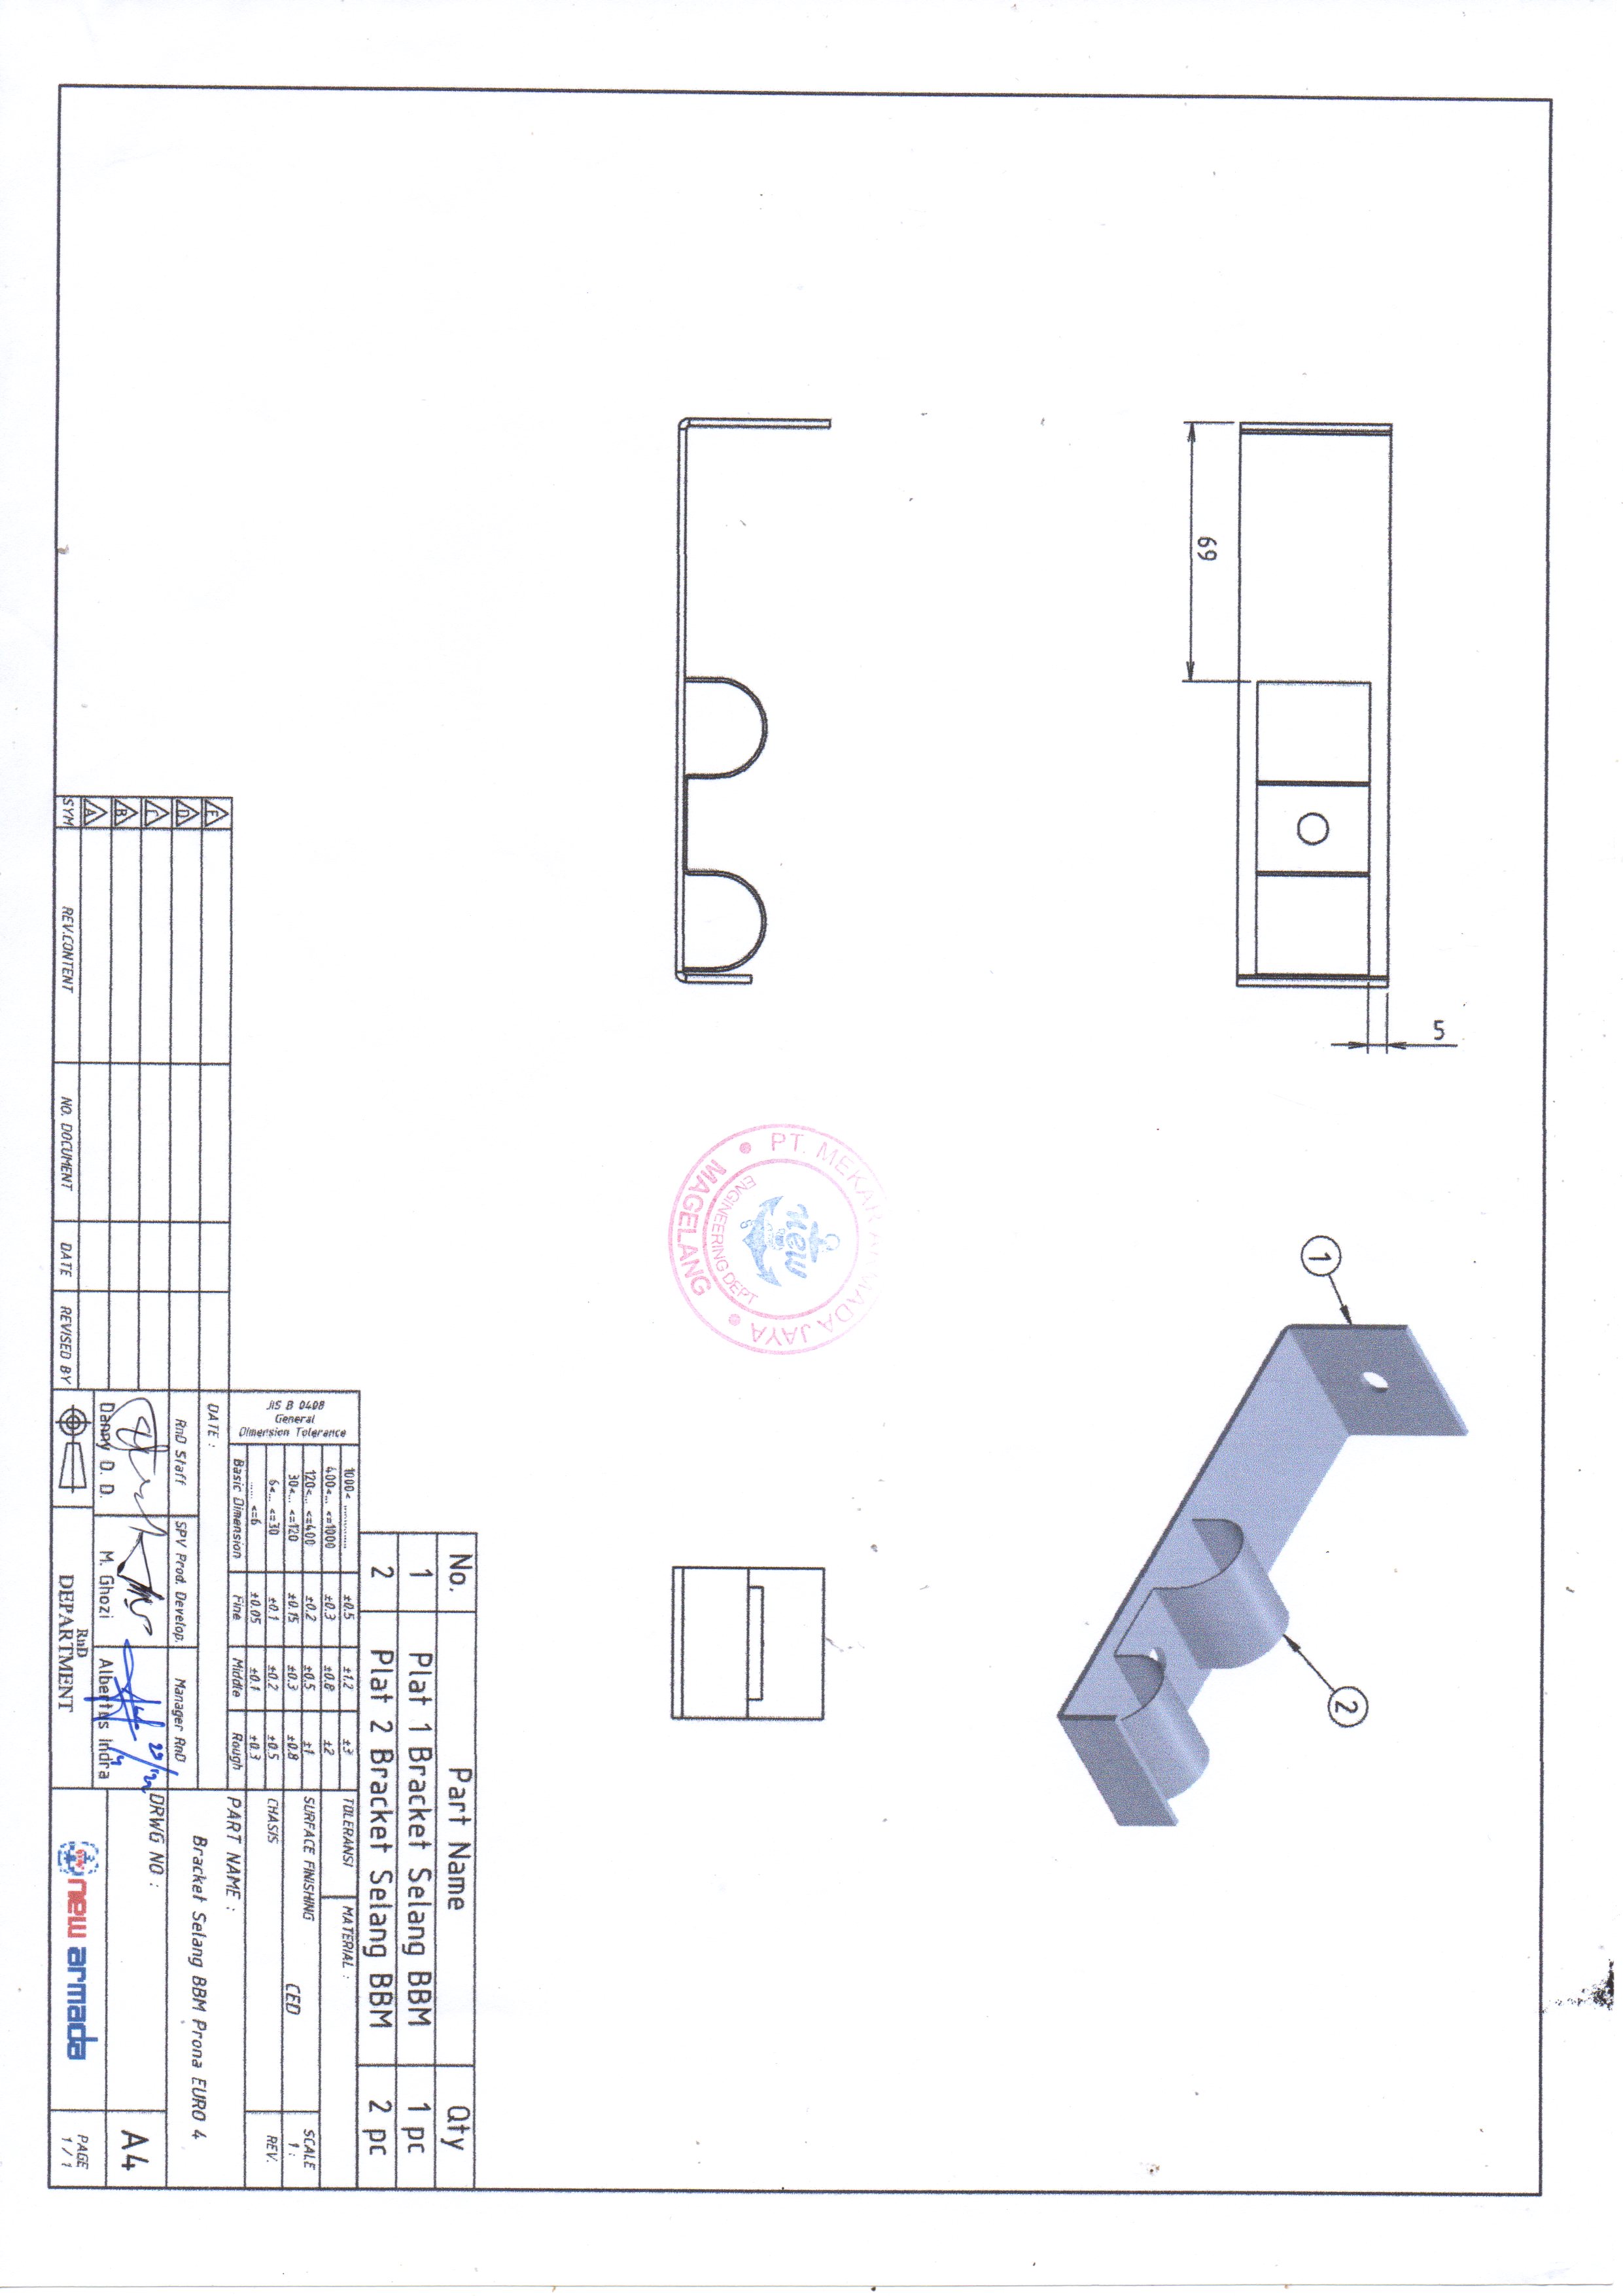 5
69
1
2
PT. MEKAR ARMADA JAYA
new
ENGINEERING DEPT
MAGELANG
No. Part Name Qty
1 Plat 1 Bracket Selang BBM 1 pc
2 Plat 2 Bracket Selang BBM 2 pc
JIS B 0408
General
Dimension Tolerance
1000< .............. ±0.5 ±1.2 ±3
400<... <=1000 ±0.3 ±0.8 ±2
120<... <=400 ±0.2 ±0.5 ±1
30<... <=120 ±0.15 ±0.3 ±0.8
6<... <=30 ±0.1 ±0.2 ±0.5
...... <=6 ±0.05 ±0.1 ±0.3
Basic Dimension Fine Middle Rough
TOLERANSI MATERIAL :
SURFACE FINISHING
CED
SCALE
1 :
CHASIS
REV.
PART NAME :
Bracket Selang BBM Prona EURO 4
DATE :
RnD Staff SPV Prod. Develop. Manager RnD
Danny D. D. M. Ghozi Albertus Indra
DRWG NO :
A4
RnD
DEPARTMENT
new armada
PAGE
1 / 1
E
D
C
B
A
SYM REV.CONTENT NO. DOCUMENT DATE REVISED BY